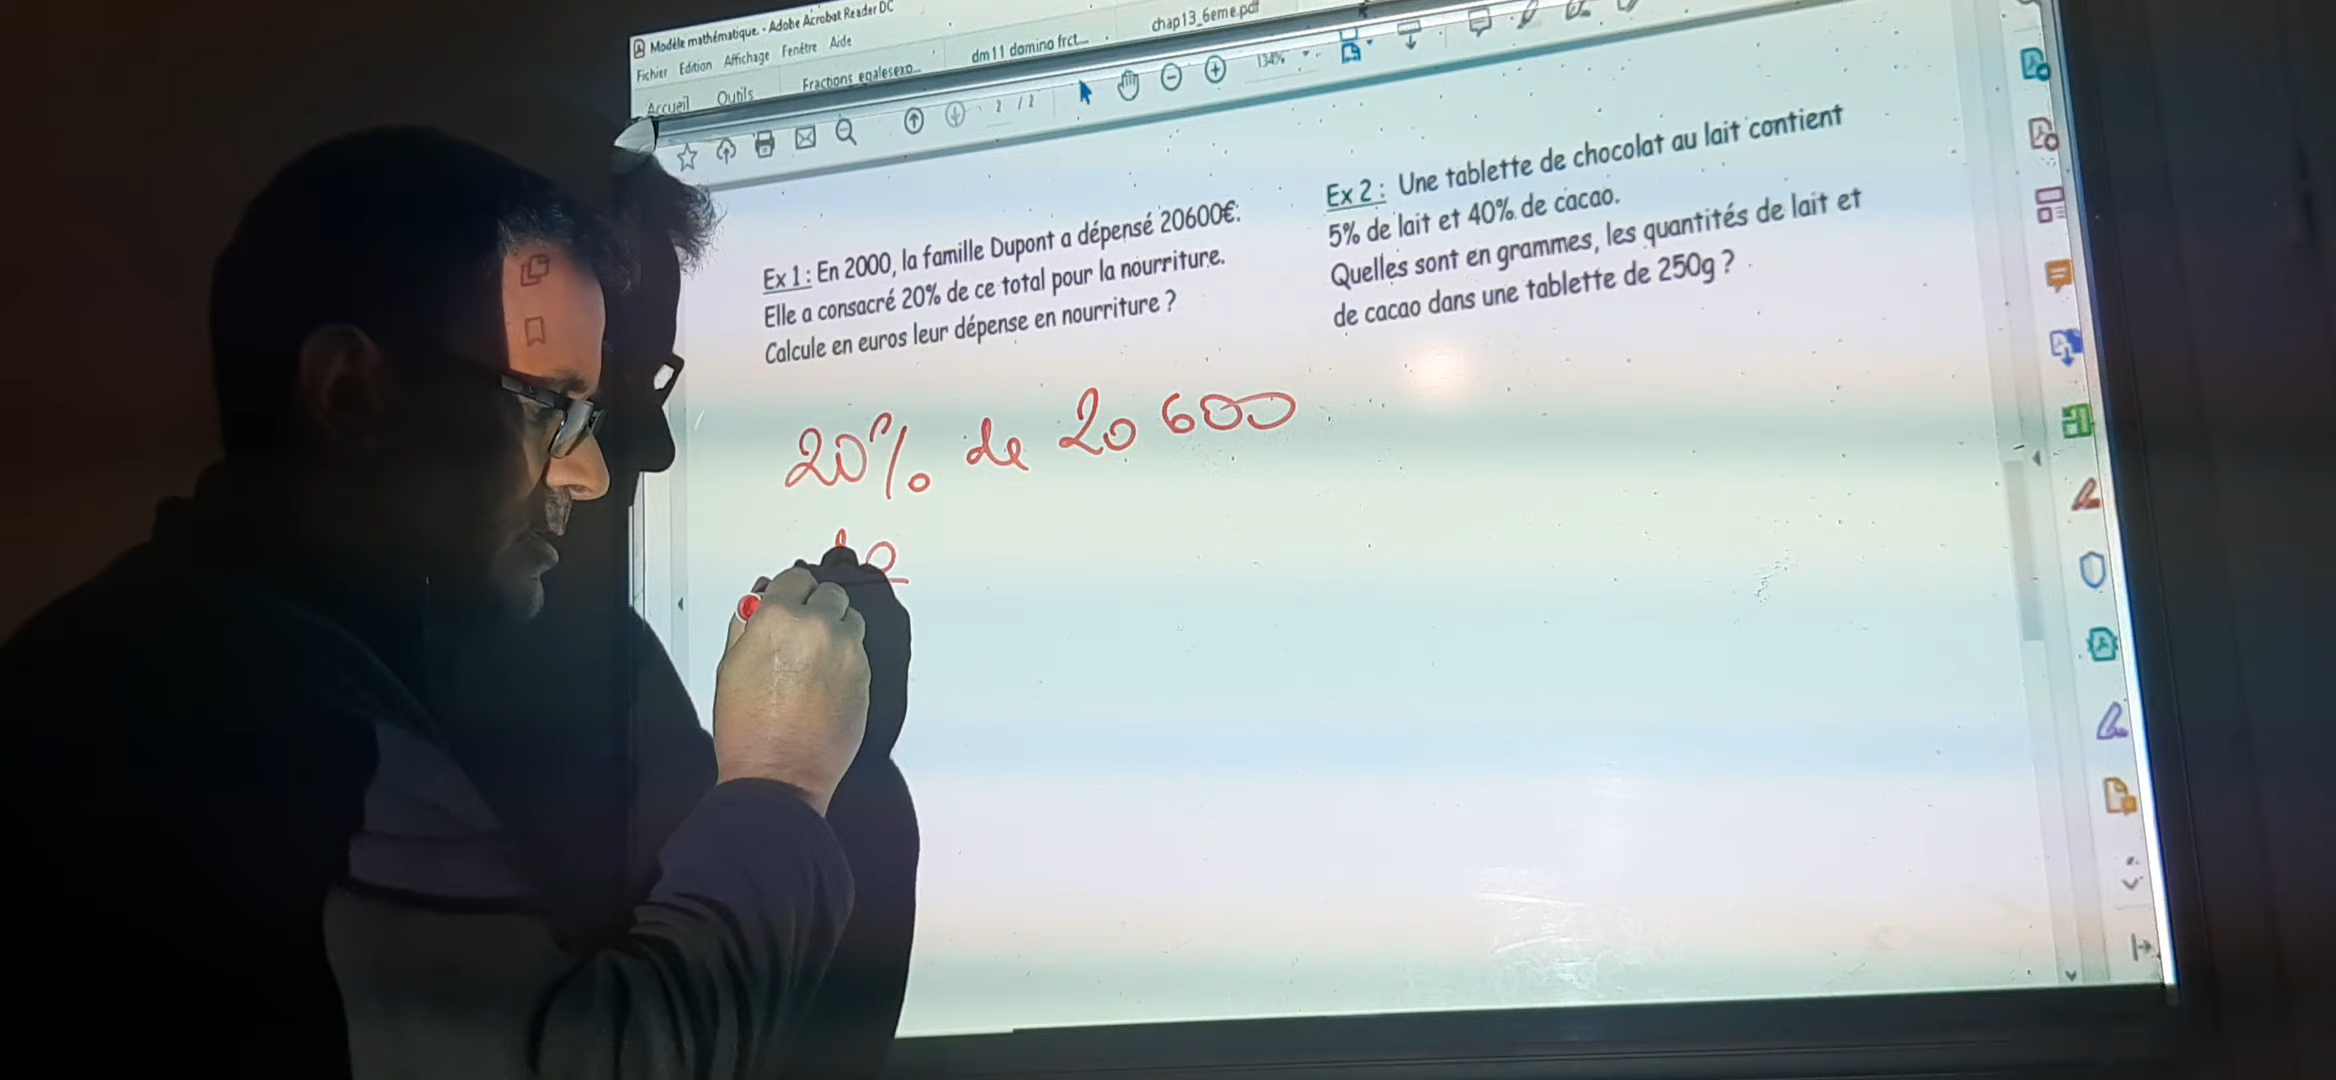 Modèle mathématique. - Adobe Acrobat Reader DC
Fichier Edition Affichage Fenêtre Aide
Accueil Outils Fractions egalesexo... dm11 domino frct... chap13_6eme.pdf
2 / 2 134%
Ex 1 : En 2000, la famille Dupont a dépensé 20600€.
Elle a consacré 20% de ce total pour la nourriture.
Calcule en euros leur dépense en nourriture ?
Ex 2 : Une tablette de chocolat au lait contient
5% de lait et 40% de cacao.
Quelles sont en grammes, les quantités de lait et
de cacao dans une tablette de 250g ?
20% de 20 600